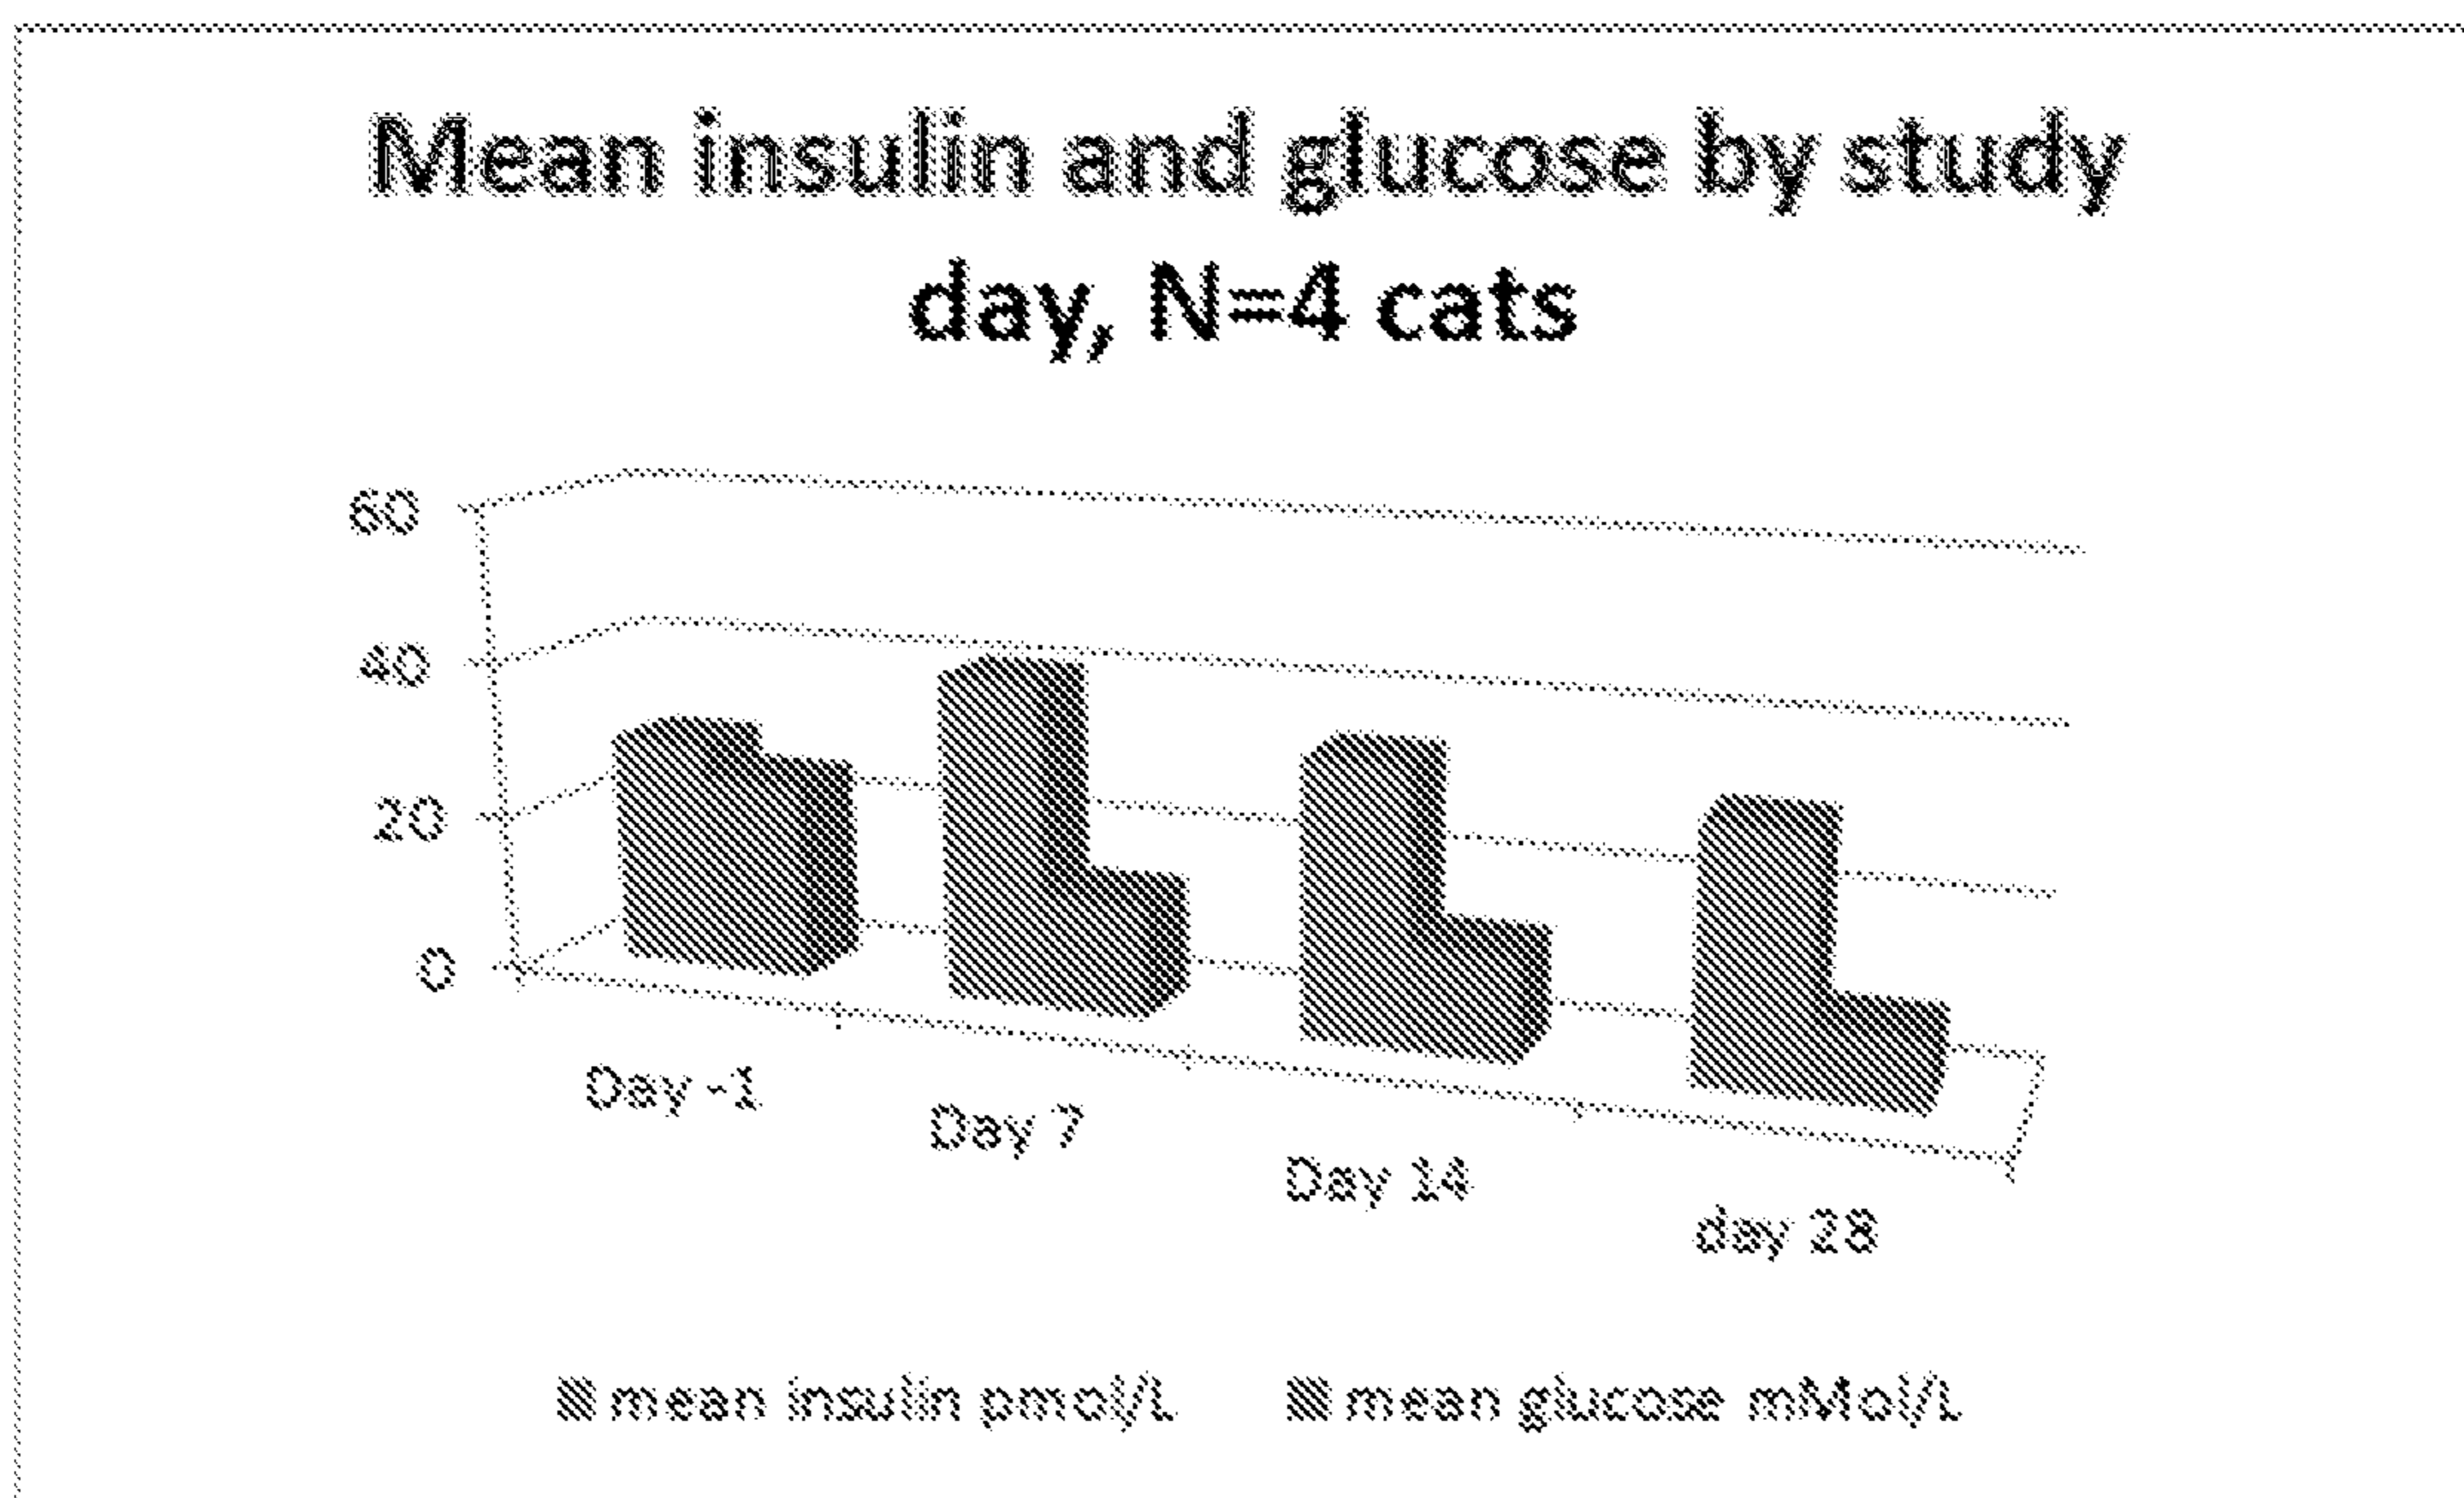 Mean insulin and glucose by study
day, N=4 cats
60
40
20
0
Day -1
Day 7
Day 14
day 28
mean insulin pmol/L
mean glucose mMol/L